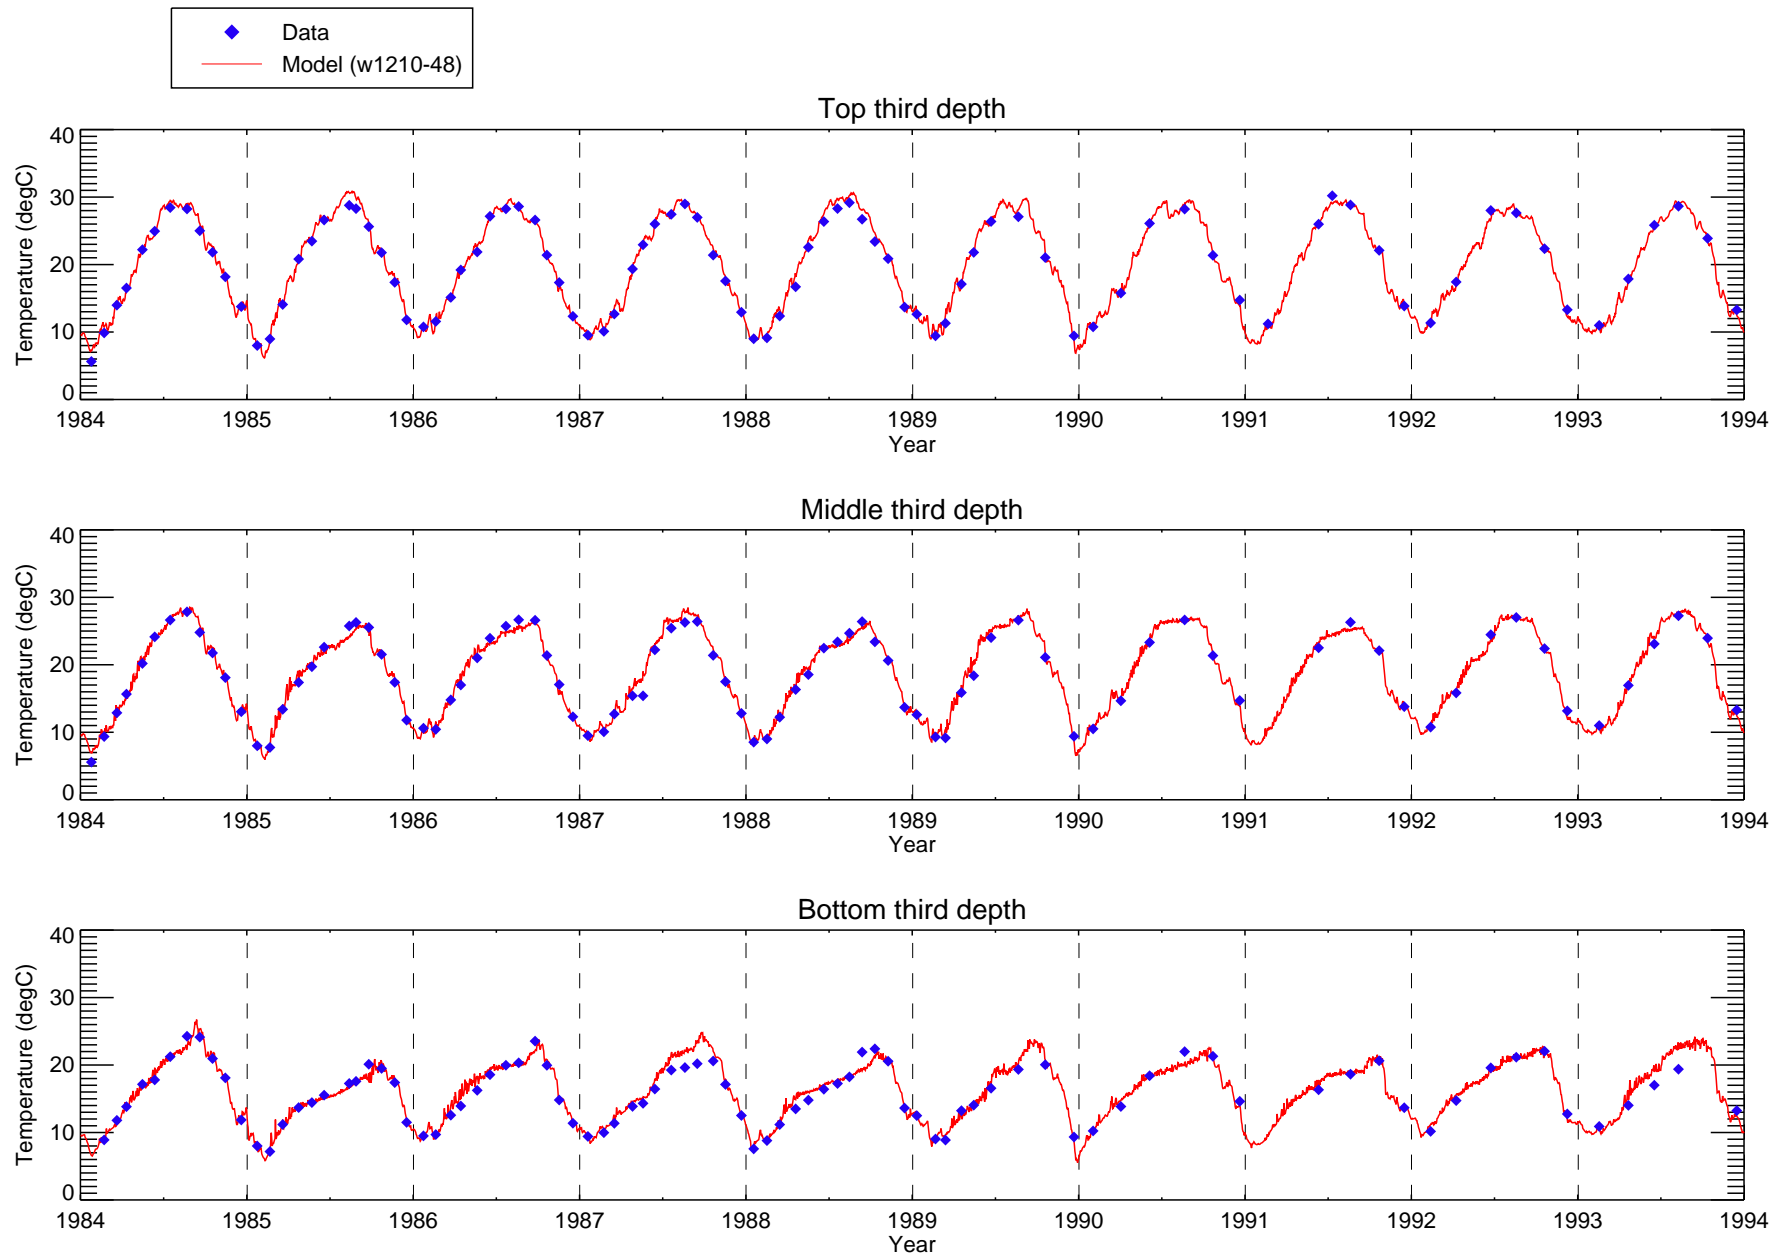 Data
Model (w1210-48)
Top third depth
Temperature (degC)
40
30
20
10
0
1984 1985 1986 1987 1988 1989 1990 1991 1992 1993 1994
Year
Middle third depth
Temperature (degC)
40
30
20
10
0
1984 1985 1986 1987 1988 1989 1990 1991 1992 1993 1994
Year
Bottom third depth
Temperature (degC)
40
30
20
10
0
1984 1985 1986 1987 1988 1989 1990 1991 1992 1993 1994
Year